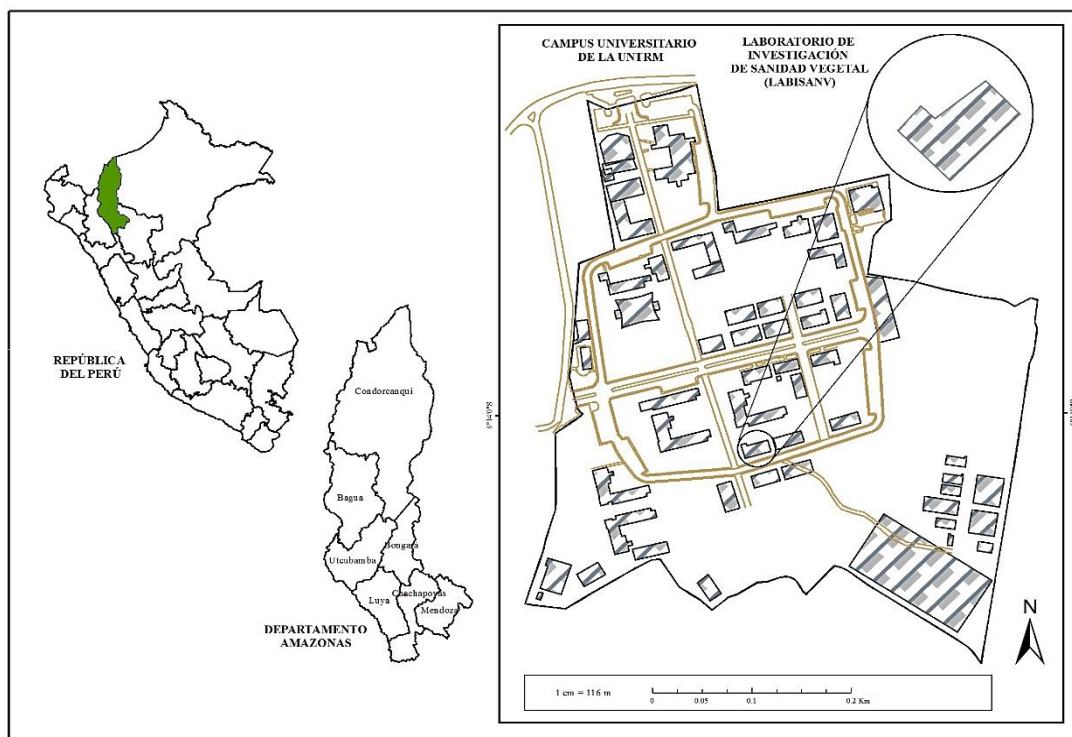 CAMPUS UNIVERSITARIO
DE LA UNTRM
LABORATORIO DE
INVESTIGACIÓN
DE SANIDAD VEGETAL
(LABISANV)
REPÚBLICA
DEL PERÚ
Condorcanqui
Bagua
Bongará
Utcubamba
Chachapoyas
Luya
Mendoza
DEPARTAMENTO
AMAZONAS
N
1 cm = 116 m
0
0.05
0.1
0.2 Km